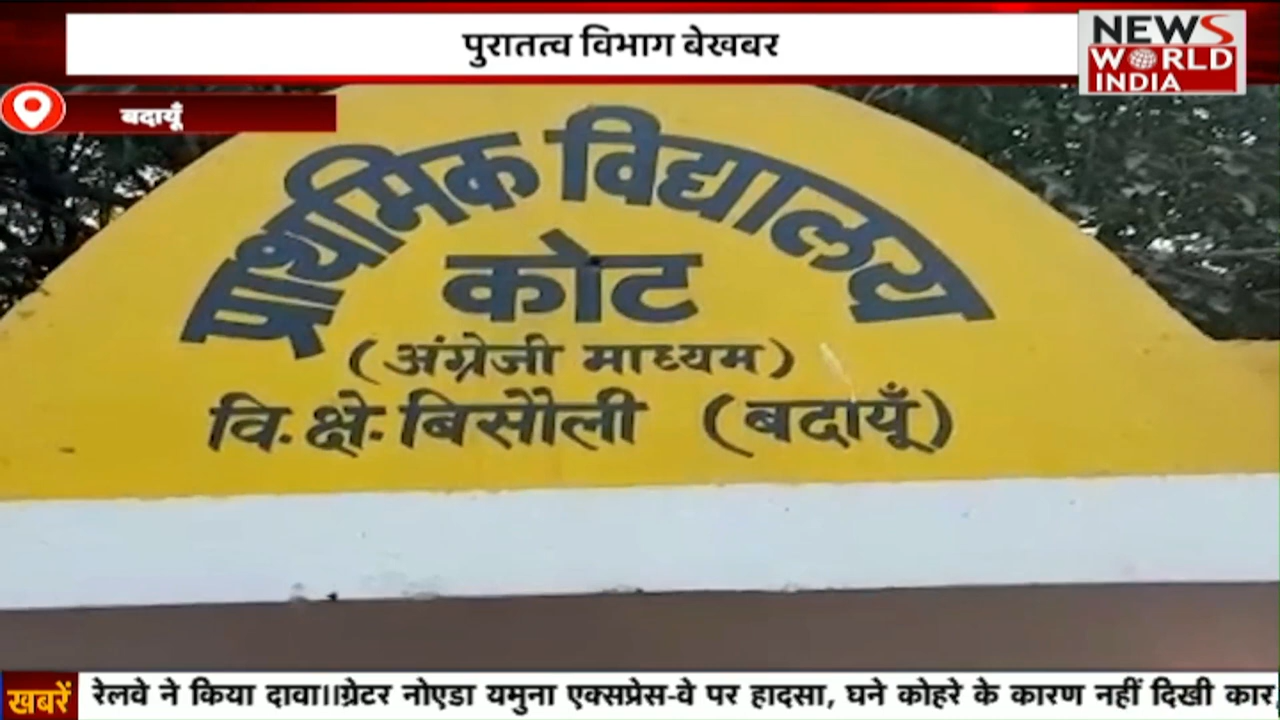 पुरातत्व विभाग बेखबर
NEWS
WORLD
INDIA
बदायूँ
प्राथमिक विद्यालय
कोट
(अंग्रेजी माध्यम)
वि.क्षे.बिसौली (बदायूँ)
खबरें
रेलवे ने किया दावा।।ग्रेटर नोएडा यमुना एक्सप्रेस-वे पर हादसा, घने कोहरे के कारण नहीं दिखी कार,